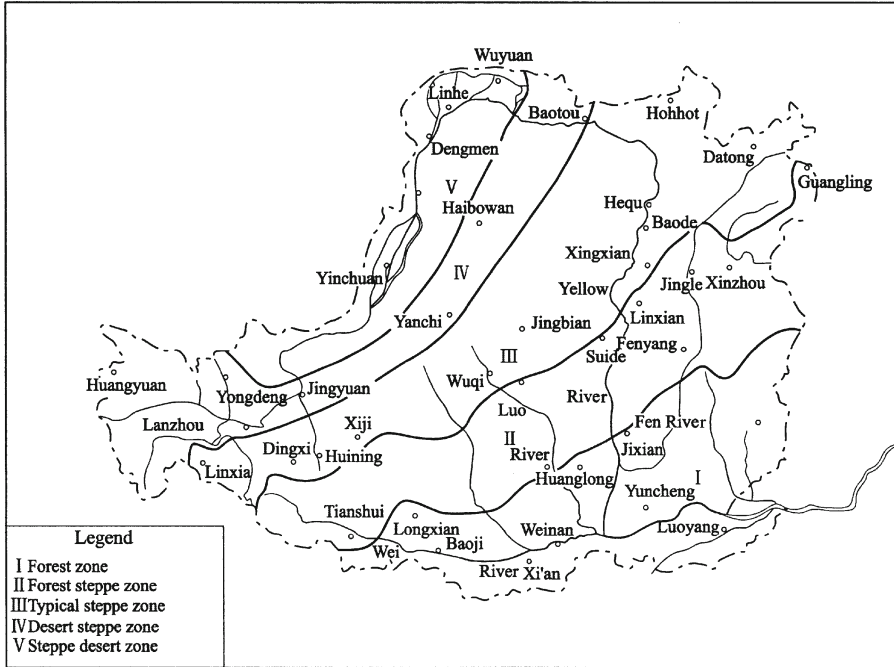 Wuyuan
Linhe
Baotou
Hohhot
Dengmen
Datong
Guangling
V
Haibowan
Hequ
Baode
Yinchuan
IV
Xingxian
Jingle
Xinzhou
Yellow
Yanchi
Jingbian
Linxian
Suide
Fenyang
III
Huangyuan
Yongdeng
Jingyuan
Wuqi
River
Lanzhou
Xiji
Luo
Fen River
II
Dingxi
Huining
River
Jixian
Linxia
Huanglong
I
Yuncheng
Tianshui
Longxian
Weinan
Luoyang
Wei
Baoji
River
Xi'an
Legend
I Forest zone
II Forest steppe zone
III Typical steppe zone
IV Desert steppe zone
V Steppe desert zone